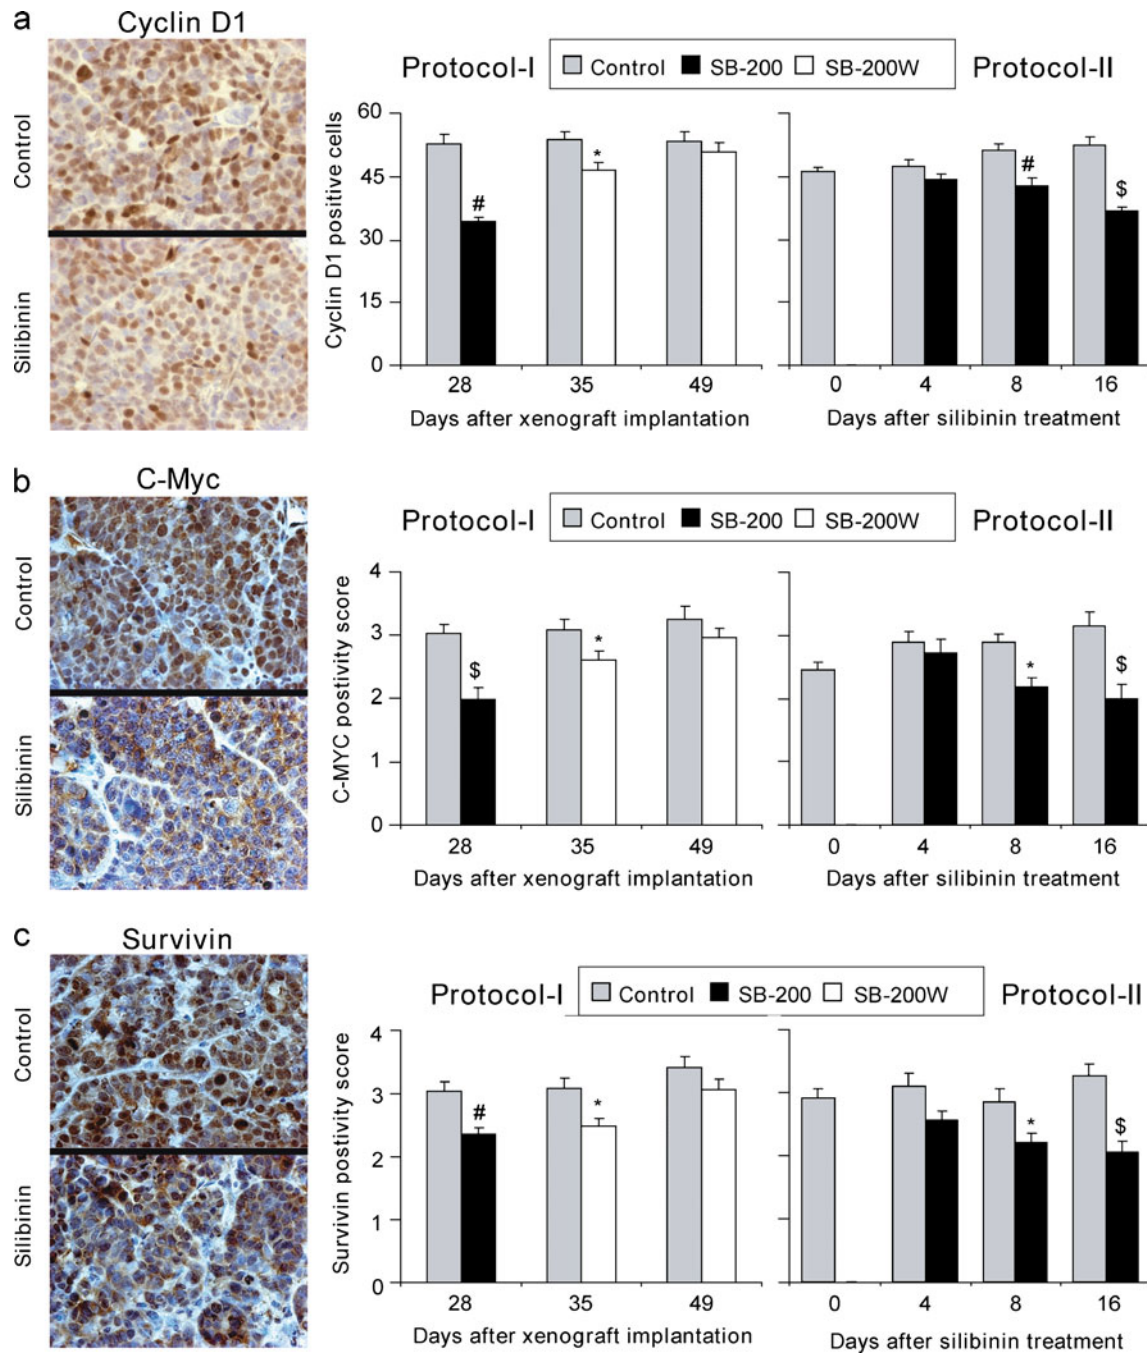 a
Cyclin D1
Control
Silibinin
Protocol-I
Control SB-200 SB-200W
Protocol-II
Cyclin D1 positive cells
60
45
30
15
0
#
*
28 35 49
Days after xenograft implantation
#
$
0 4 8 16
Days after silibinin treatment
b
C-Myc
Control
Silibinin
Protocol-I
Control SB-200 SB-200W
Protocol-II
C-MYC postivity score
4
3
2
1
0
$
*
28 35 49
Days after xenograft implantation
*
$
0 4 8 16
Days after silibinin treatment
c
Survivin
Control
Silibinin
Protocol-I
Control SB-200 SB-200W
Protocol-II
Survivin postivity score
4
3
2
1
0
#
*
28 35 49
Days after xenograft implantation
*
$
0 4 8 16
Days after silibinin treatment